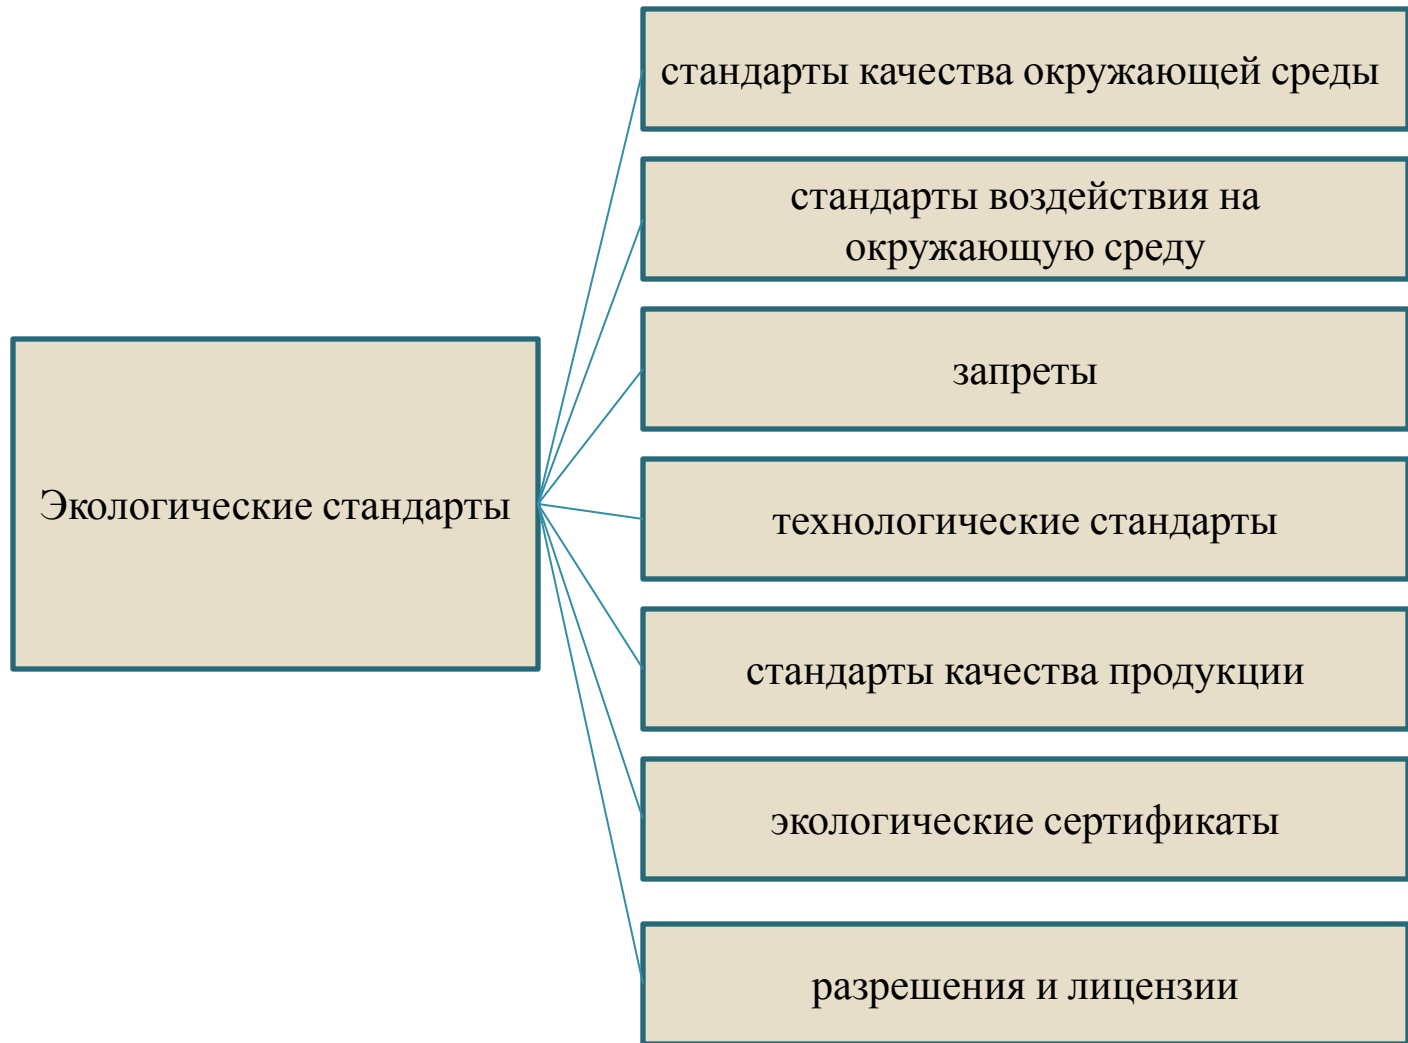 стандарты качества окружающей среды
стандарты воздействия на
окружающую среду
запреты
Экологические стандарты
технологические стандарты
стандарты качества продукции
экологические сертификаты
разрешения и лицензии